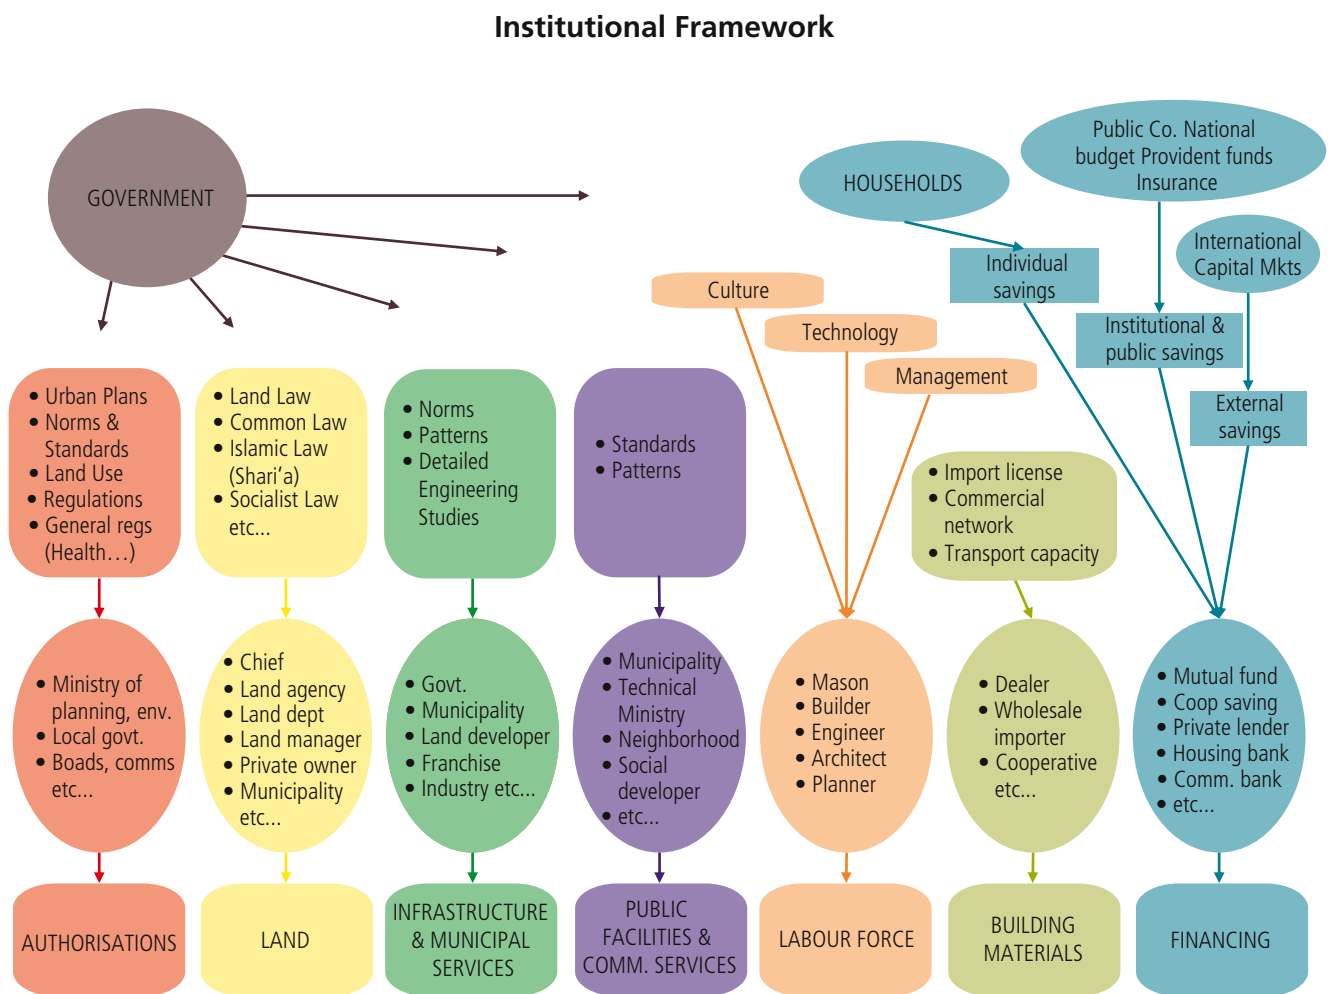 Institutional Framework
GOVERNMENT
HOUSEHOLDS
Public Co. National
budget Provident funds
Insurance
International
Capital Mkts
Individual
savings
Institutional &
public savings
External
savings
Culture
Technology
Management
• Urban Plans
• Norms &
Standards
• Land Use
• Regulations
• General regs
(Health…)
• Land Law
• Common Law
• Islamic Law
(Shari’a)
• Socialist Law
etc...
• Norms
• Patterns
• Detailed
Engineering
Studies
• Standards
• Patterns
• Import license
• Commercial
network
• Transport capacity
• Ministry of
planning, env.
• Local govt.
• Boads, comms
etc...
• Chief
• Land agency
• Land dept
• Land manager
• Private owner
• Municipality
etc...
• Govt.
• Municipality
• Land developer
• Franchise
• Industry etc...
• Municipality
• Technical
Ministry
• Neighborhood
• Social
developer
• etc...
• Mason
• Builder
• Engineer
• Architect
• Planner
• Dealer
• Wholesale
importer
• Cooperative
etc...
• Mutual fund
• Coop saving
• Private lender
• Housing bank
• Comm. bank
• etc...
AUTHORISATIONS
LAND
INFRASTRUCTURE
& MUNICIPAL
SERVICES
PUBLIC
FACILITIES &
COMM. SERVICES
LABOUR FORCE
BUILDING
MATERIALS
FINANCING